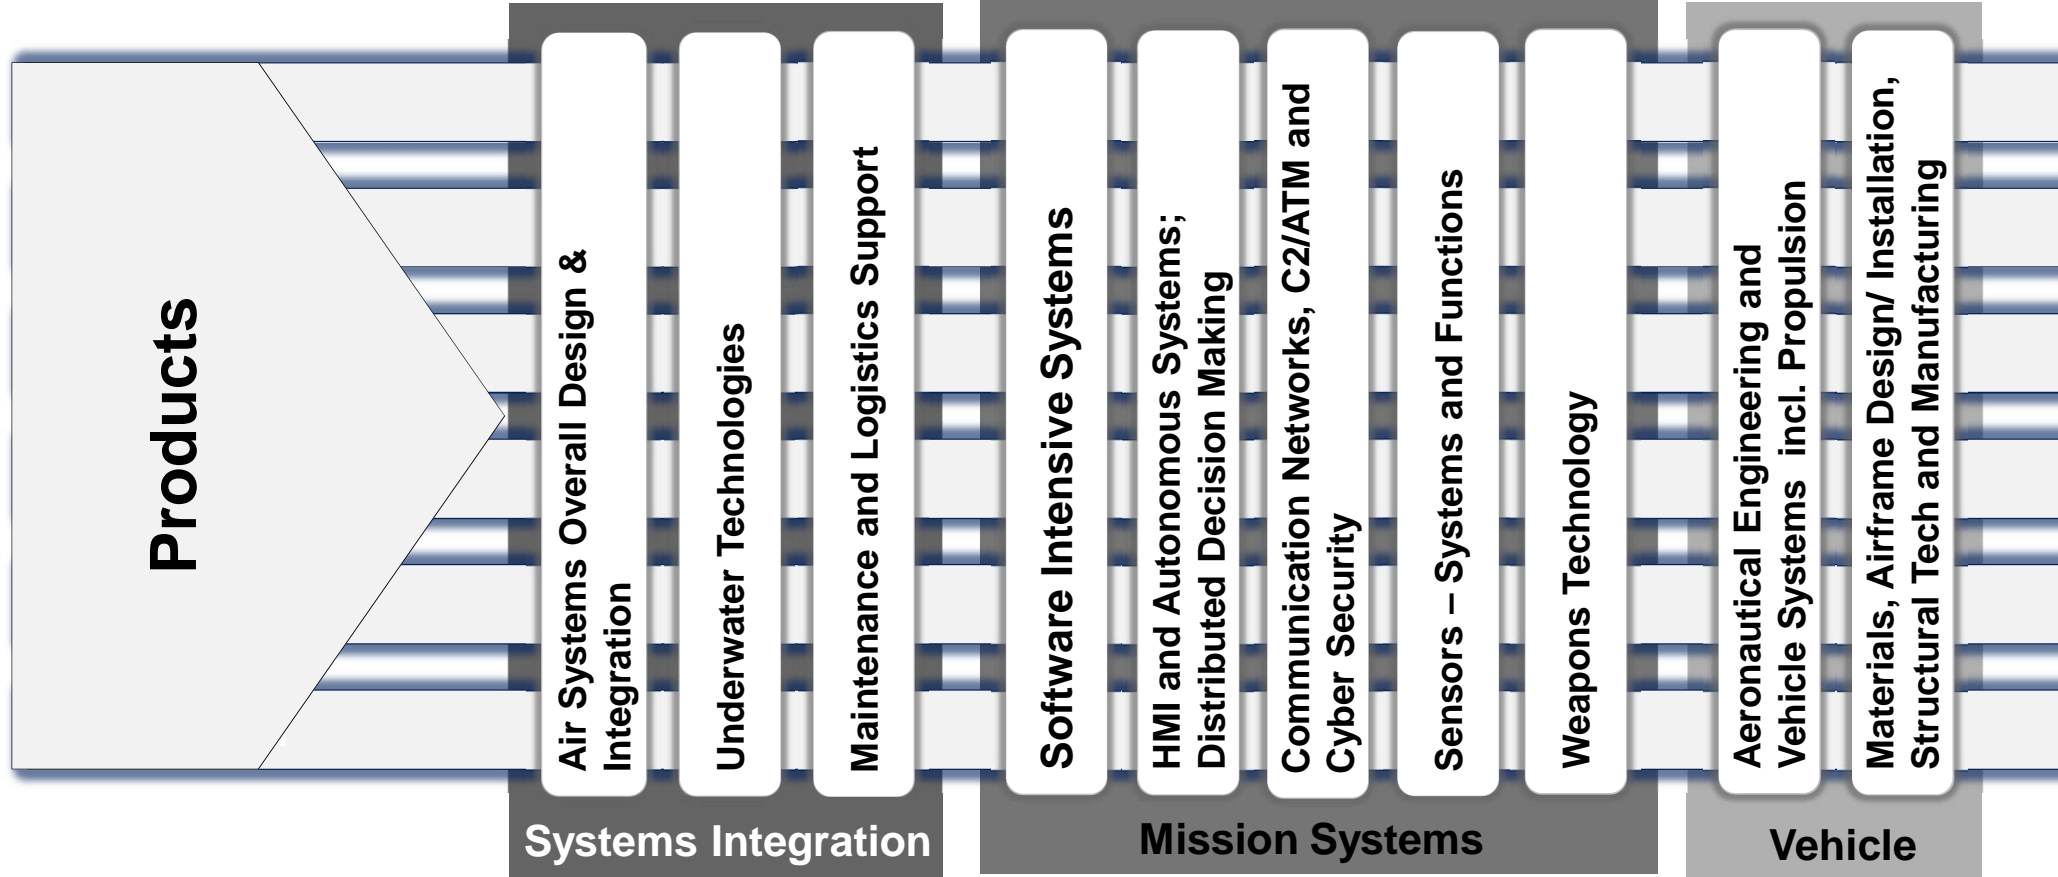 Products
Air Systems Overall Design &
Integration
Underwater Technologies
Maintenance and Logistics Support
Systems Integration
Software Intensive Systems
HMI and Autonomous Systems;
Distributed Decision Making
Communication Networks, C2/ATM and
Cyber Security
Sensors – Systems and Functions
Weapons Technology
Mission Systems
Aeronautical Engineering and
Vehicle Systems incl. Propulsion
Materials, Airframe Design/ Installation,
Structural Tech and Manufacturing
Vehicle